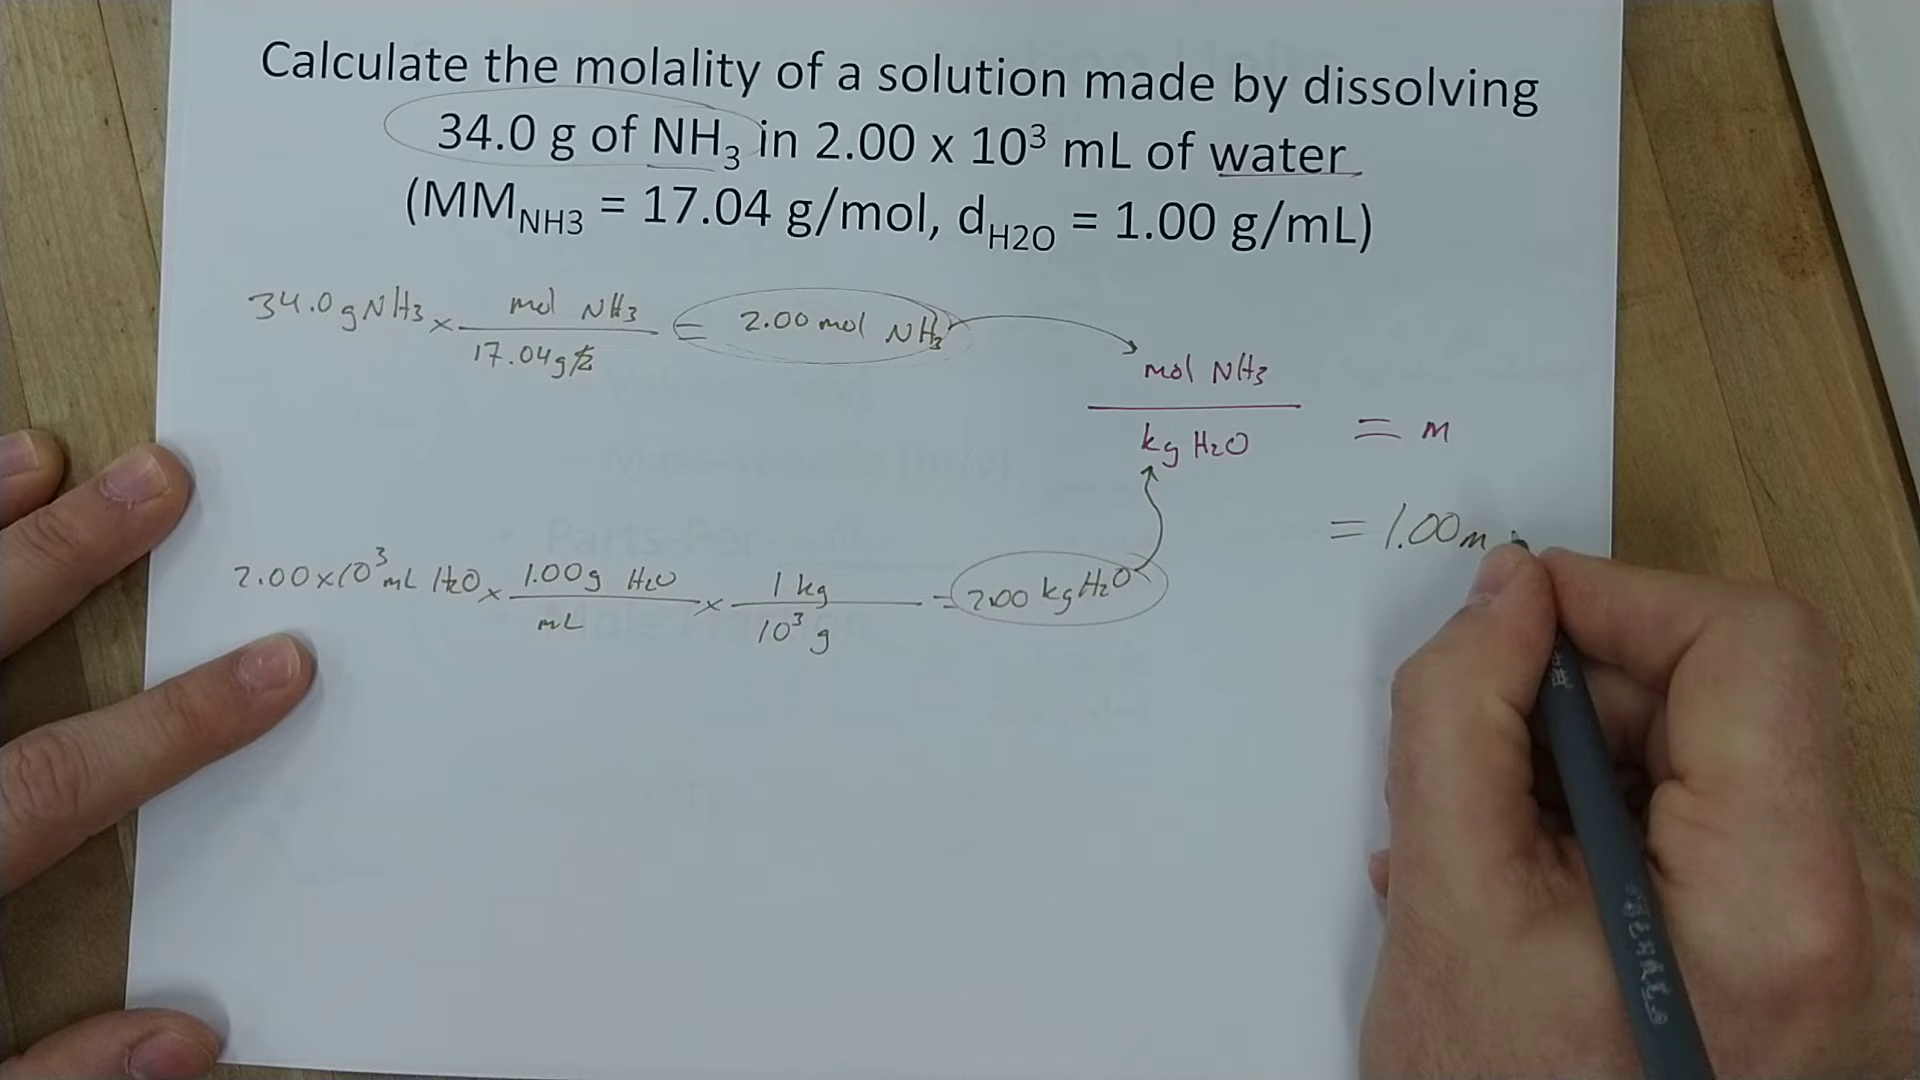 Calculate the molality of a solution made by dissolving
34.0 g of NH₃ in 2.00 x 10³ mL of water
(MM_NH3 = 17.04 g/mol, d_H2O = 1.00 g/mL)
34.0 g NH₃ × mol NH₃ / 17.04 g = 2.00 mol NH₃
mol NH₃ / kg H₂O = m
= 1.00 m
2.00 × 10³ mL H₂O × 1.00 g H₂O / mL × 1 kg / 10³ g = 2.00 kg H₂O